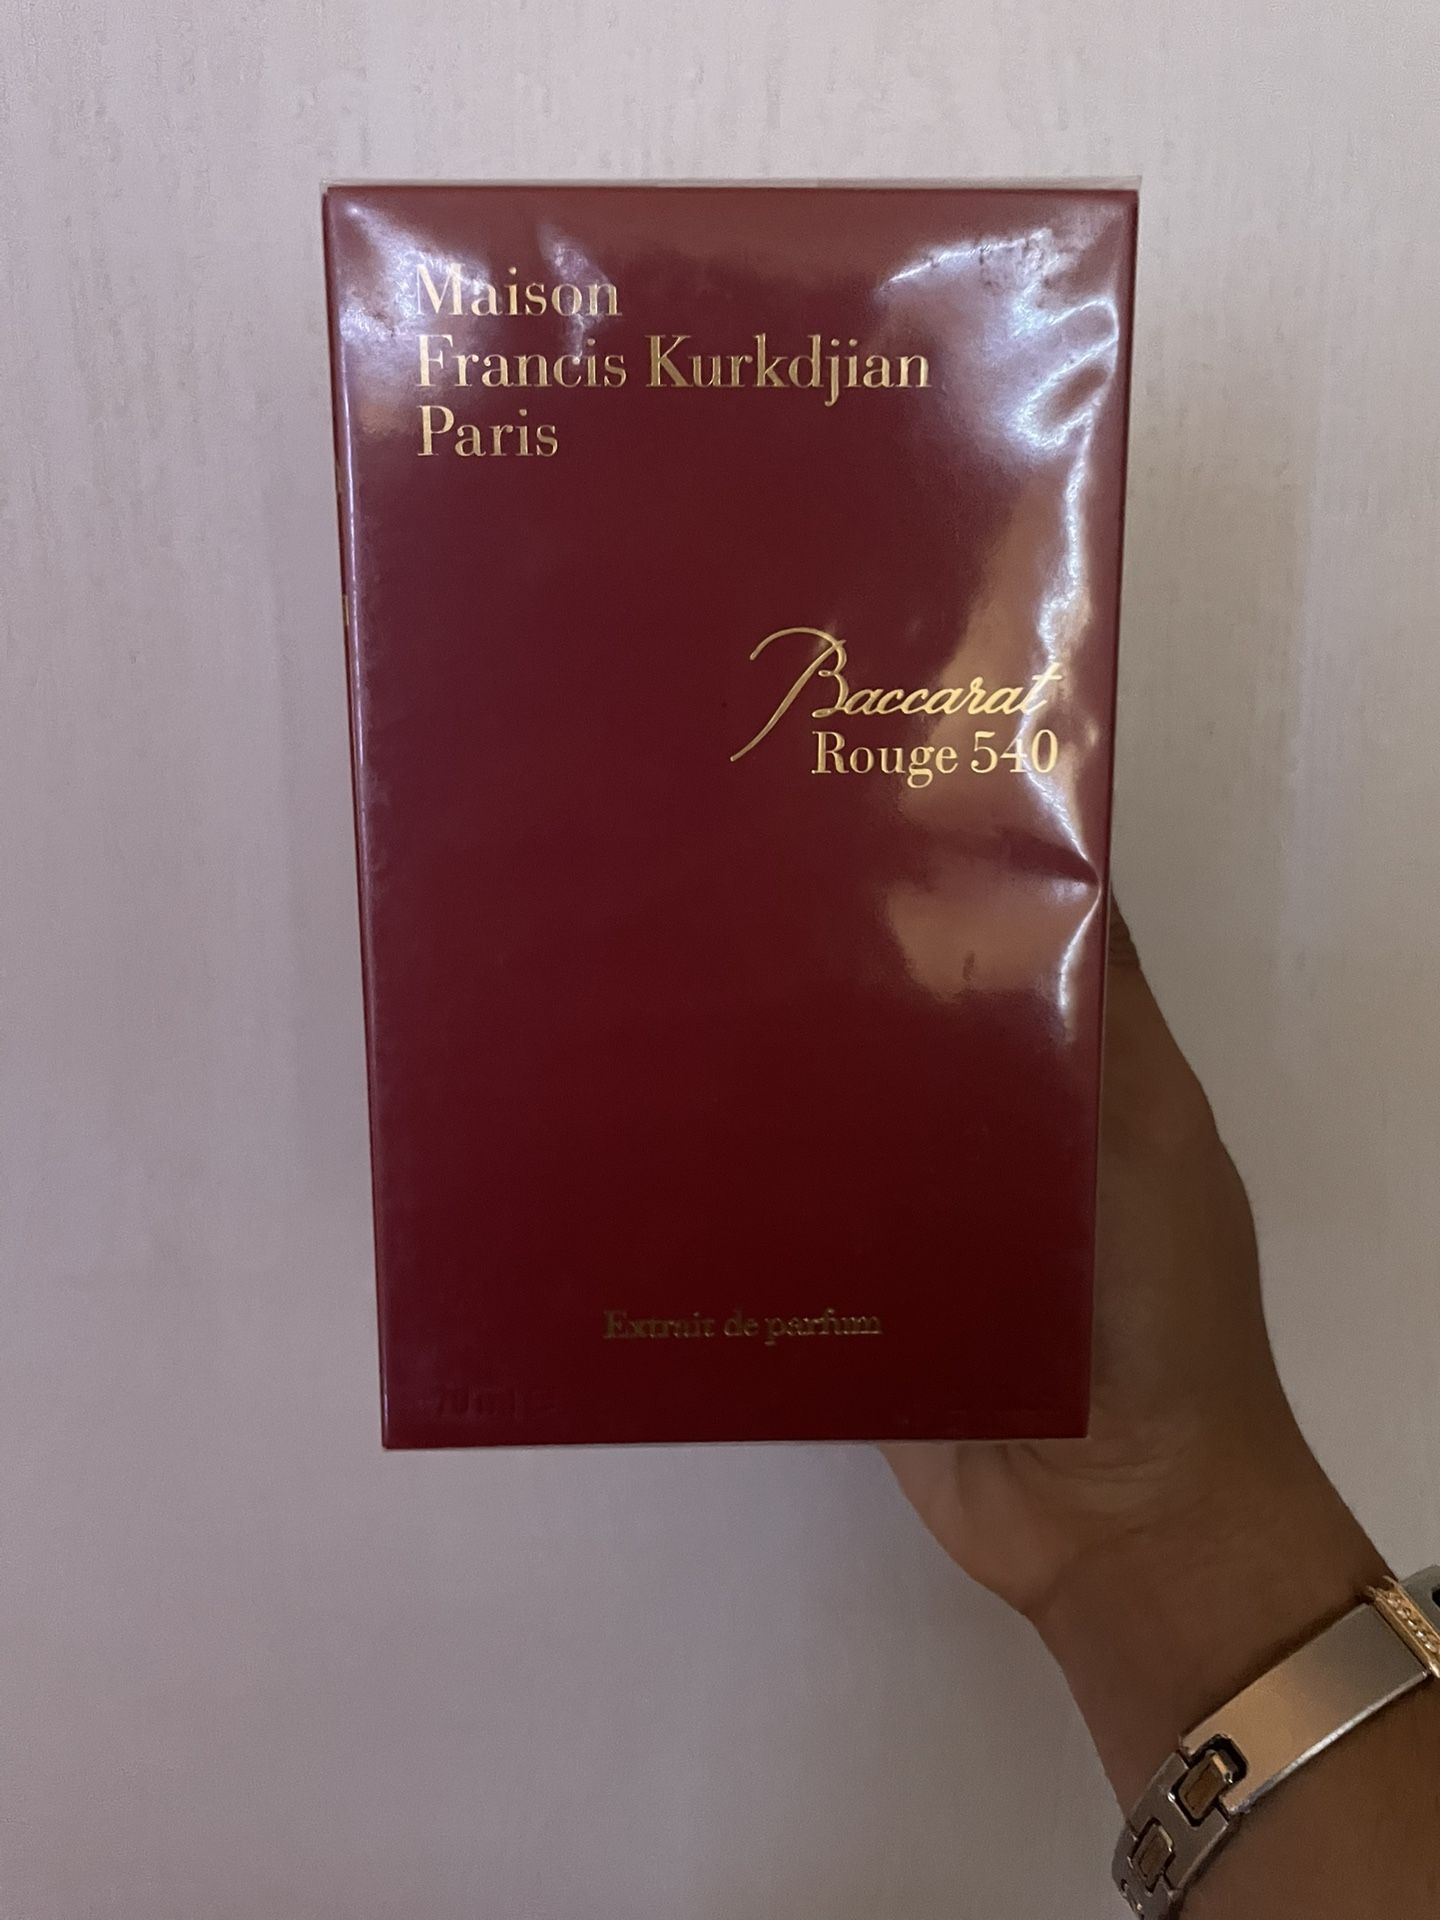 Maison
Francis Kurkdjian
Paris
Baccarat
Rouge 540
Extrait de parfum